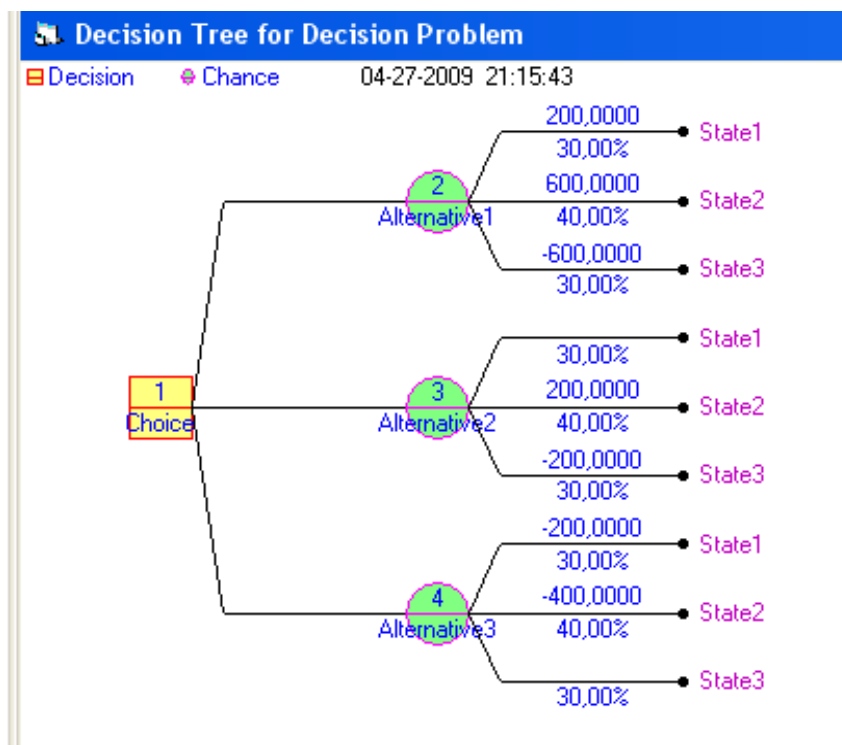 Decision Tree for Decision Problem
Decision Chance 04-27-2009 21:15:43
200,0000
State1
30,00%
2
600,0000
State2
Alternative1
40,00%
-600,0000
State3
30,00%
State1
30,00%
1
3
200,0000
State2
Choice
Alternative2
40,00%
-200,0000
State3
30,00%
-200,0000
State1
30,00%
4
-400,0000
State2
Alternative3
40,00%
State3
30,00%